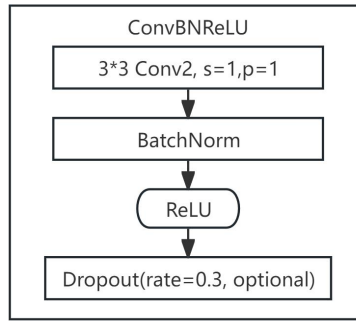 ConvBNReLU
3*3 Conv2, s=1,p=1
BatchNorm
ReLU
Dropout(rate=0.3, optional)